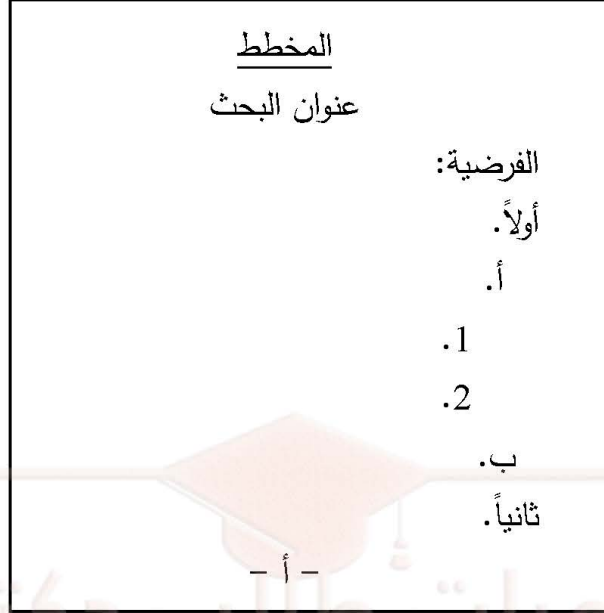 المخطط
عنوان البحث
الفرضية:
أولاً.
أ.
1.
2.
ب.
ثانياً.
– أ –